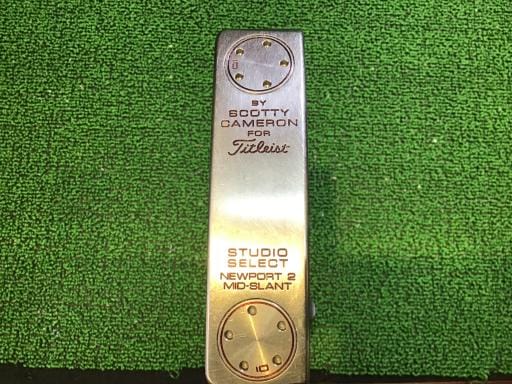 BY
SCOTTY
CAMERON
FOR
Titleist
STUDIO
SELECT
NEWPORT 2
MID-SLANT
10